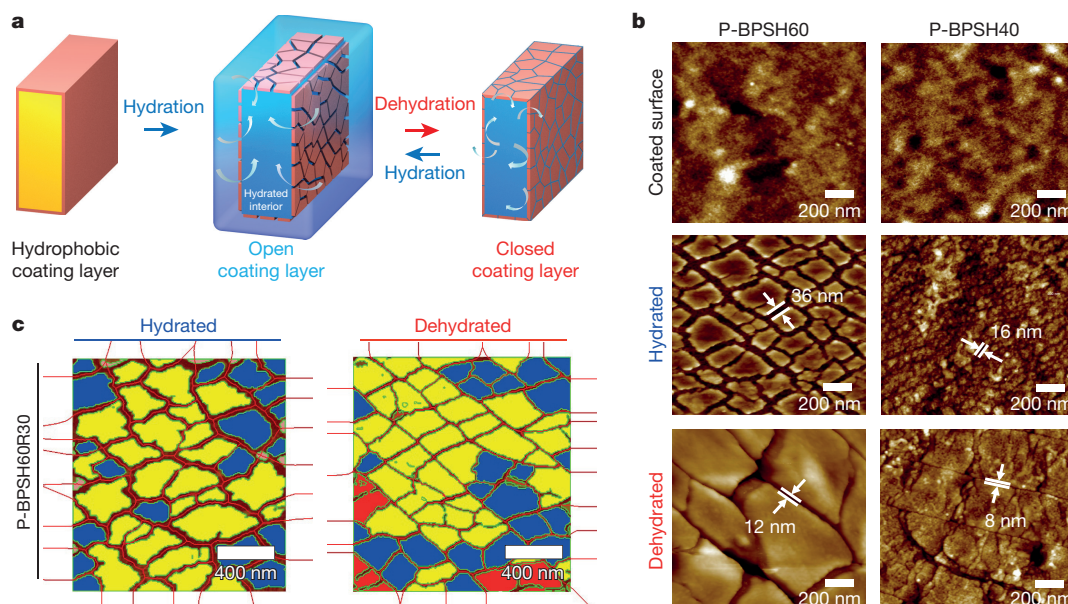 a
Hydration
Hydrated
interior
Dehydration
Hydration
Hydrophobic
coating layer
Open
coating layer
Closed
coating layer
b
P-BPSH60
P-BPSH40
Coated surface
200 nm
200 nm
Hydrated
36 nm
16 nm
200 nm
200 nm
Dehydrated
12 nm
8 nm
200 nm
200 nm
c
Hydrated
Dehydrated
P-BPSH60R30
400 nm
400 nm